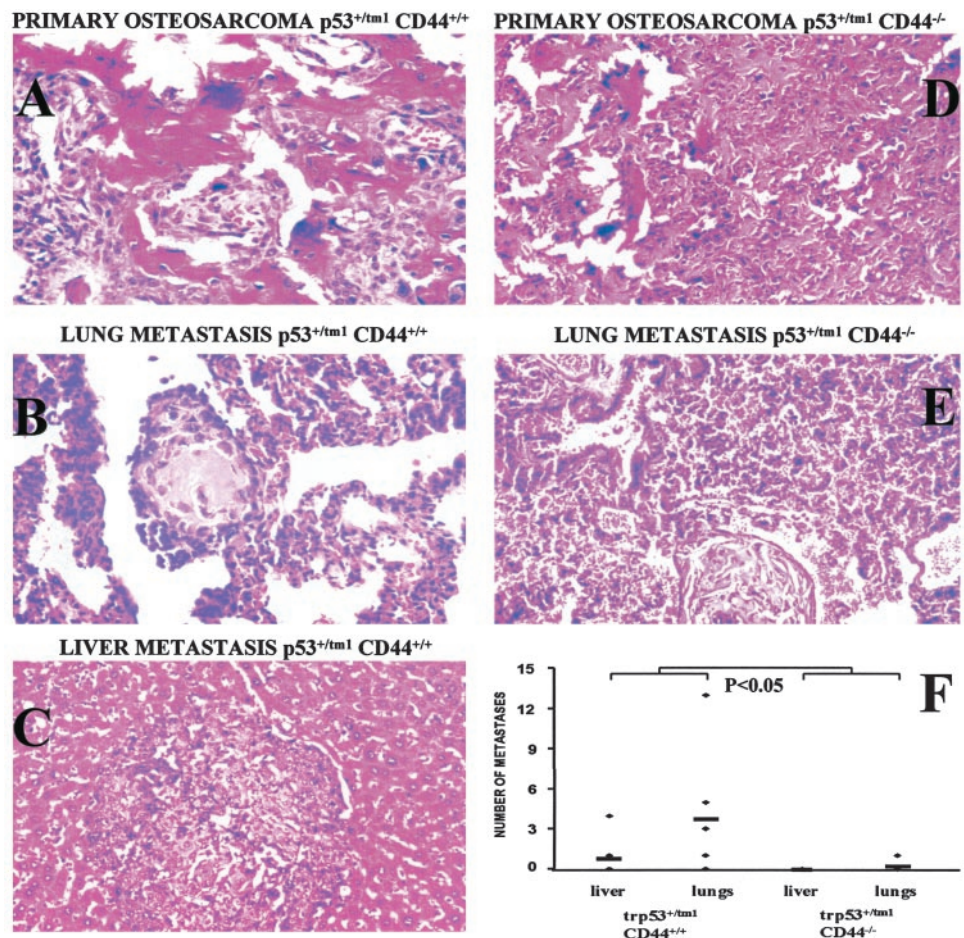 PRIMARY OSTEOSARCOMA p53+/tm1 CD44+/+
PRIMARY OSTEOSARCOMA p53+/tm1 CD44-/-
A
D
LUNG METASTASIS p53+/tm1 CD44+/+
LUNG METASTASIS p53+/tm1 CD44-/-
B
E
LIVER METASTASIS p53+/tm1 CD44+/+
C
F
P<0.05
NUMBER OF METASTASES
15
12
9
6
3
0
liver lungs liver lungs
trp53+/tm1 trp53+/tm1
CD44+/+ CD44-/-